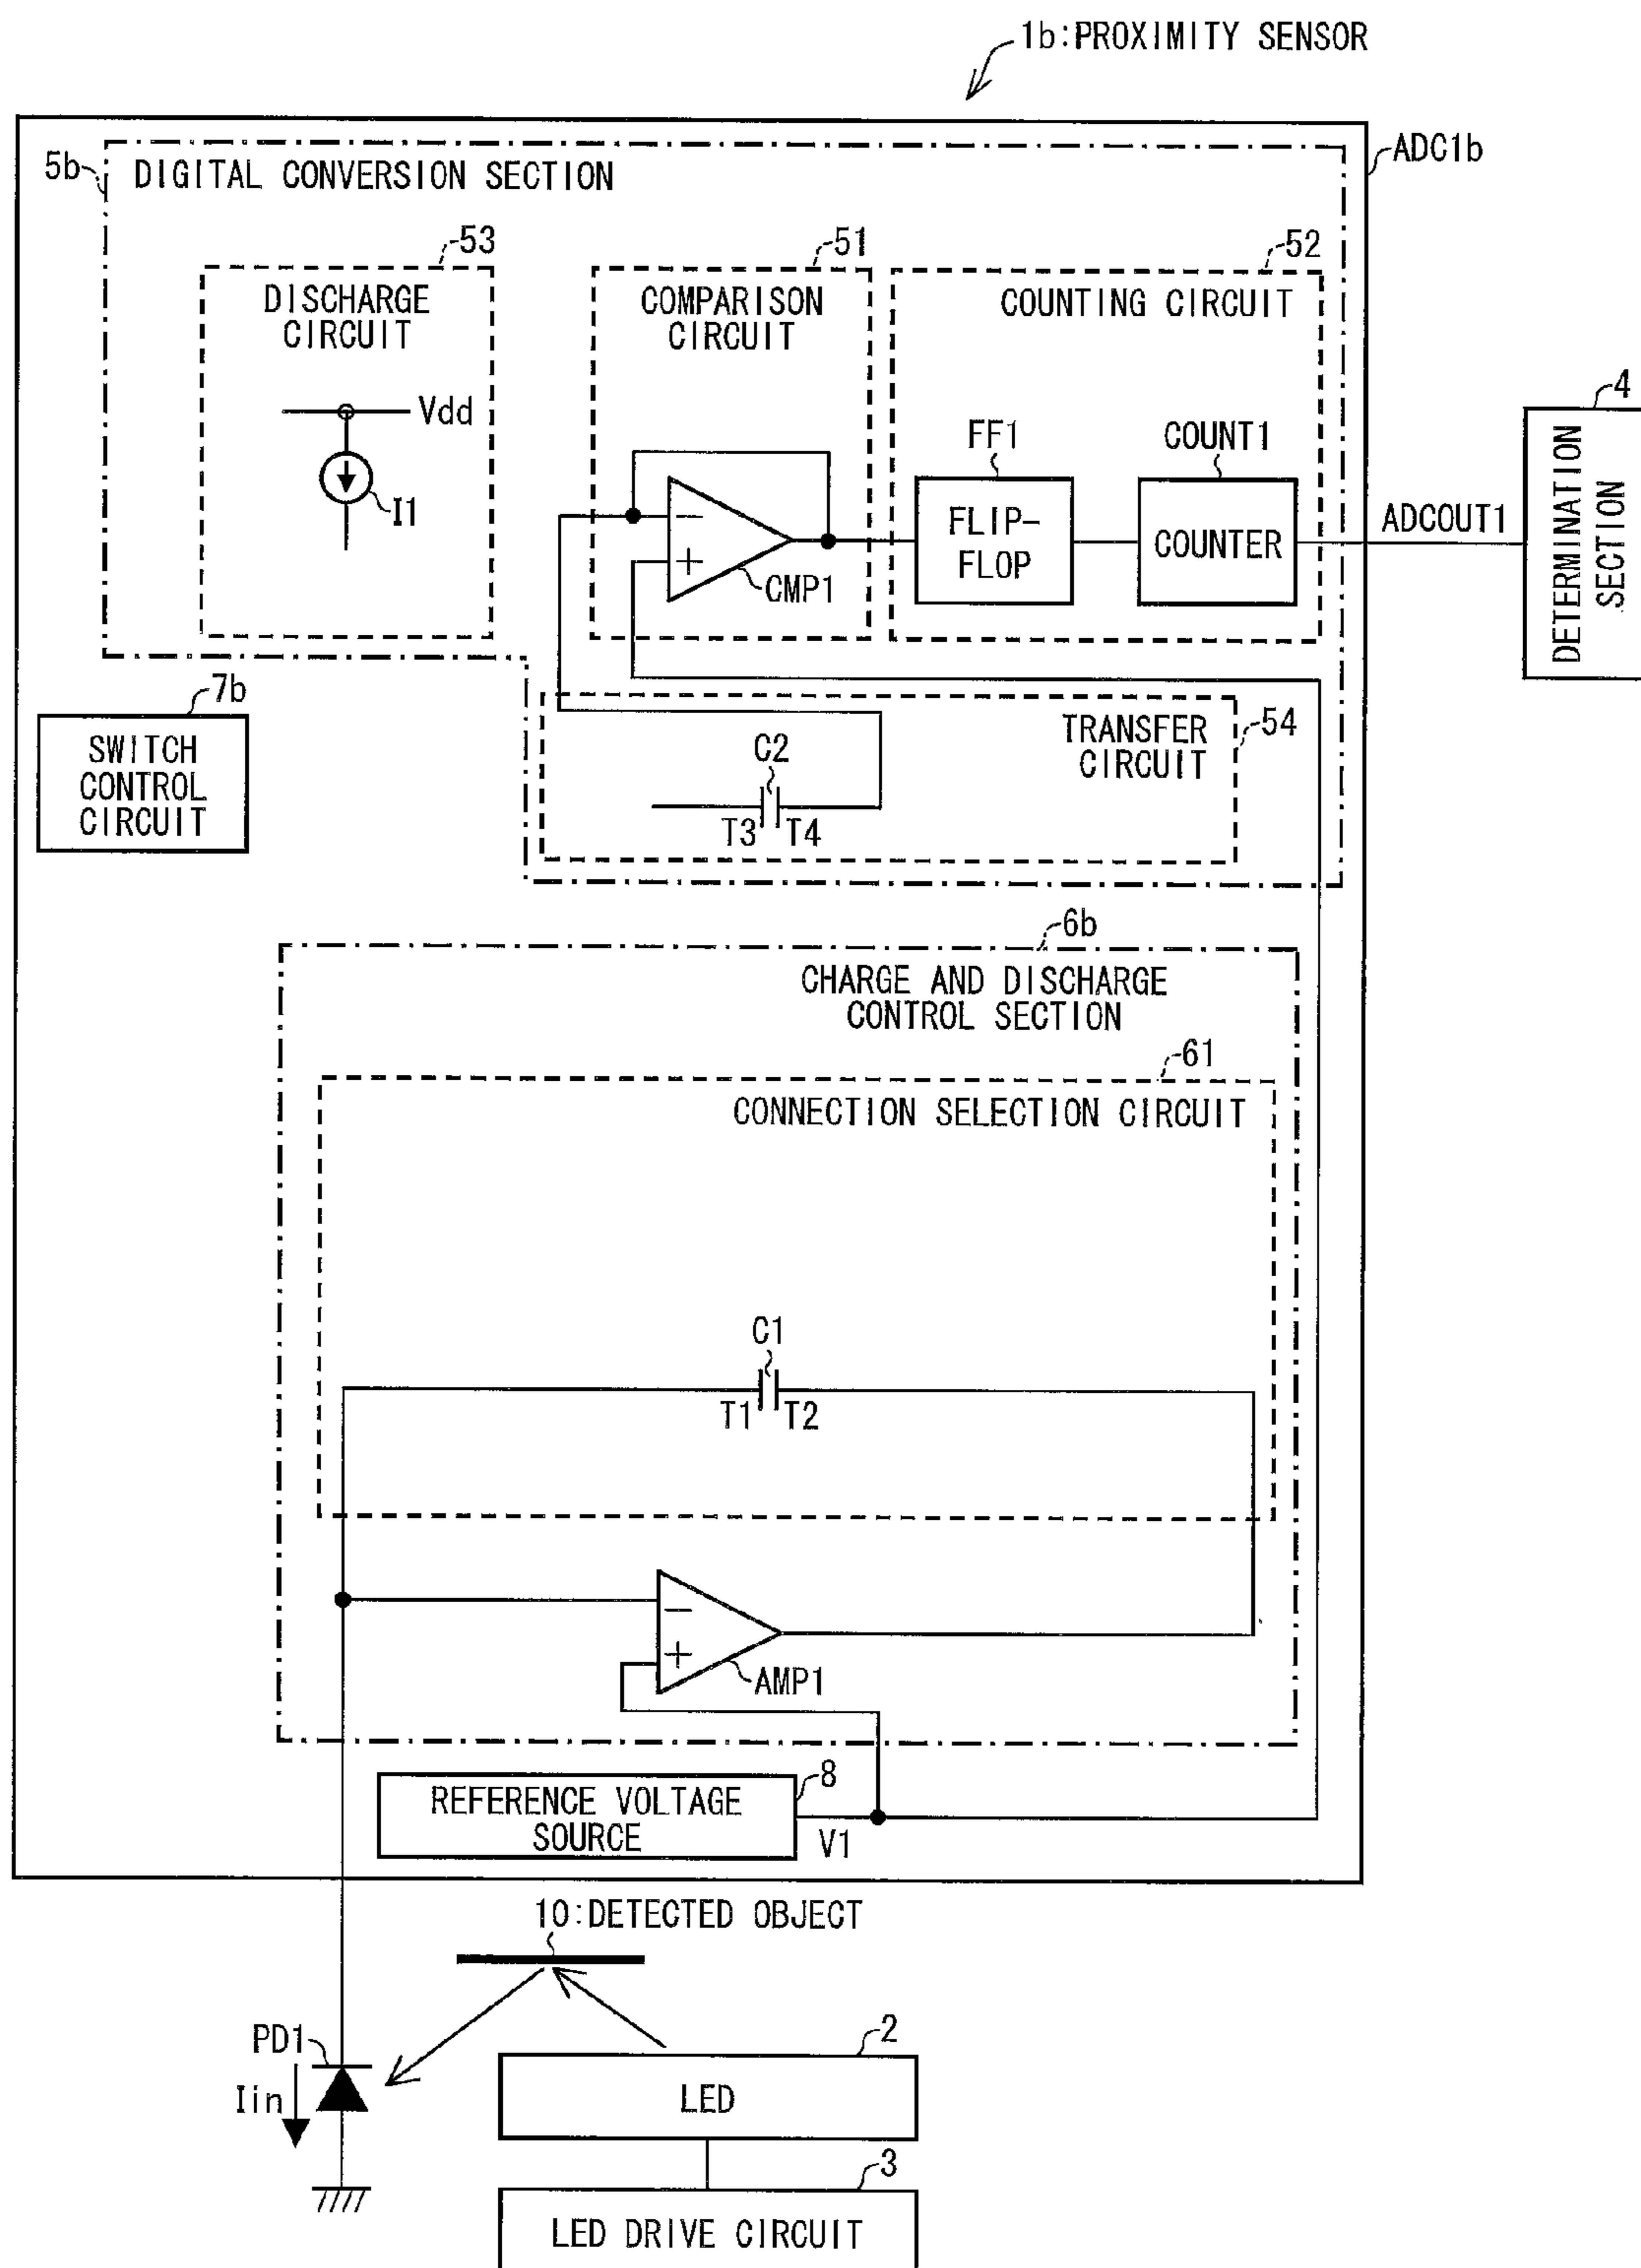 1b:PROXIMITY SENSOR
ADC1b
5b
DIGITAL CONVERSION SECTION
53
51
52
DISCHARGE
CIRCUIT
COMPARISON
CIRCUIT
COUNTING CIRCUIT
4
Vdd
FF1
COUNT1
I1
−
+
CMP1
FLIP-
FLOP
COUNTER
ADCOUT1
DETERMINATION
SECTION
7b
SWITCH
CONTROL
CIRCUIT
TRANSFER
CIRCUIT
54
C2
T3
T4
6b
CHARGE AND DISCHARGE
CONTROL SECTION
61
CONNECTION SELECTION CIRCUIT
C1
T1
T2
−
+
AMP1
8
REFERENCE VOLTAGE
SOURCE
V1
10:DETECTED OBJECT
PD1
Iin
2
LED
3
LED DRIVE CIRCUIT